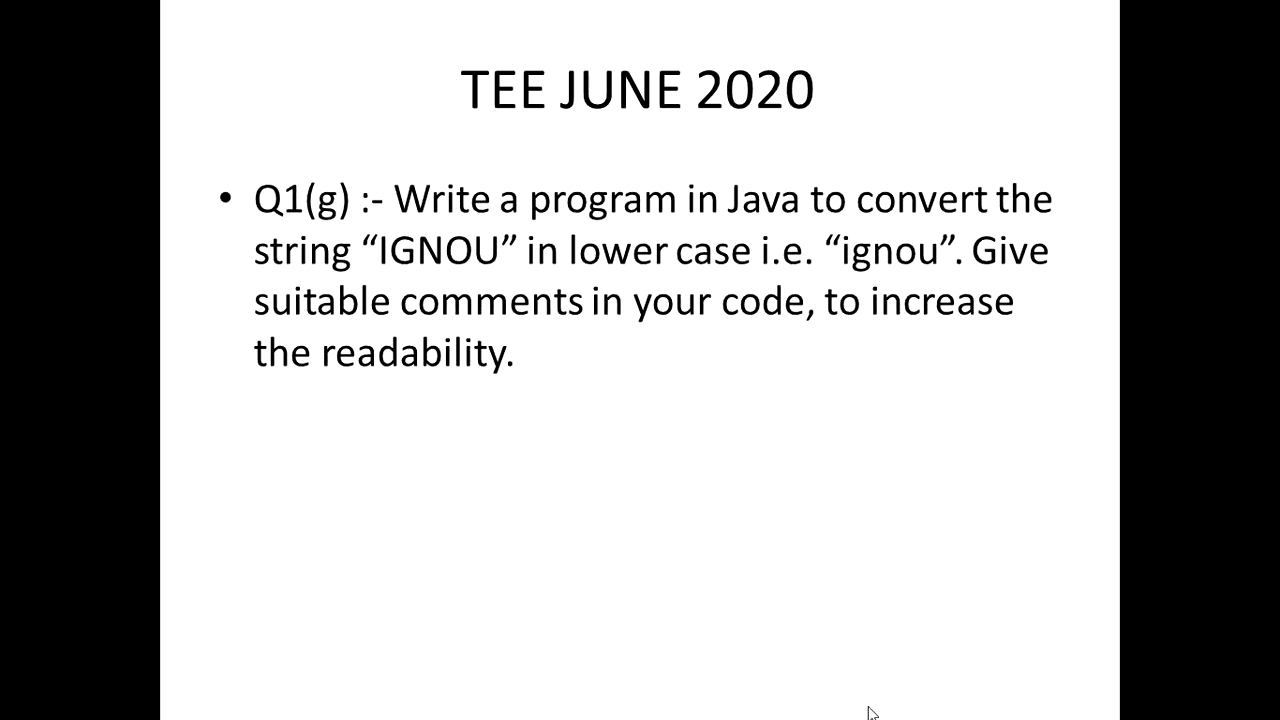 TEE JUNE 2020
• Q1(g) :- Write a program in Java to convert the
string “IGNOU” in lower case i.e. “ignou”. Give
suitable comments in your code, to increase
the readability.